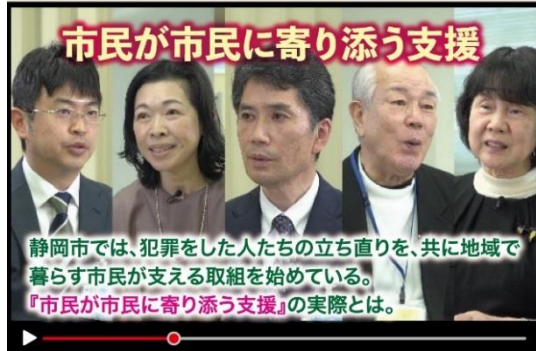 市民が市民に寄り添う支援
静岡市では、犯罪をした人たちの立ち直りを、共に地域で
暮らす市民が支える取組を始めている。
『市民が市民に寄り添う支援』の実際とは。